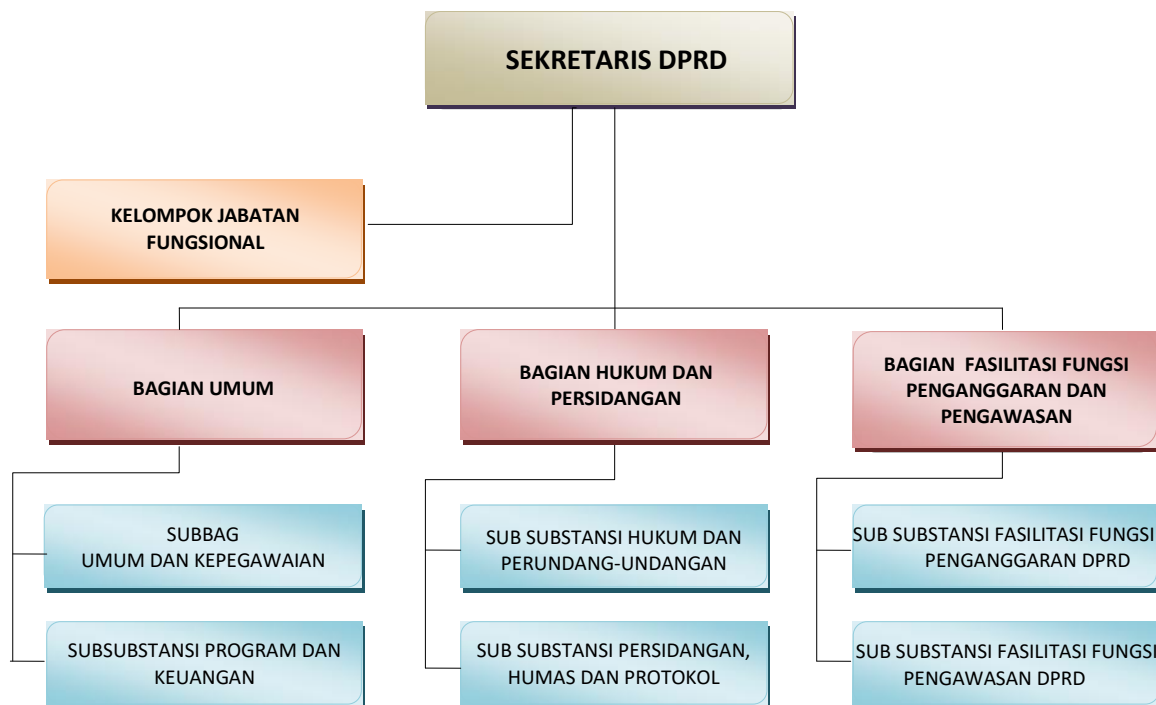 SEKRETARIS DPRD
KELOMPOK JABATAN
FUNGSIONAL
BAGIAN UMUM
BAGIAN HUKUM DAN
PERSIDANGAN
BAGIAN FASILITASI FUNGSI
PENGANGGARAN DAN
PENGAWASAN
SUBBAG
UMUM DAN KEPEGAWAIAN
SUB SUBSTANSI HUKUM DAN
PERUNDANG-UNDANGAN
SUB SUBSTANSI FASILITASI FUNGSI
PENGANGGARAN DPRD
SUBSUBSTANSI PROGRAM DAN
KEUANGAN
SUB SUBSTANSI PERSIDANGAN,
HUMAS DAN PROTOKOL
SUB SUBSTANSI FASILITASI FUNGSI
PENGAWASAN DPRD